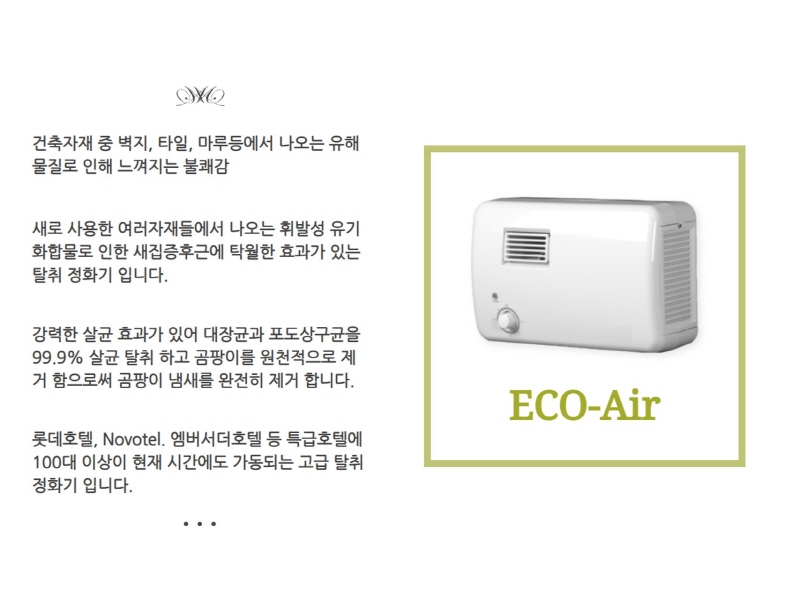 건축자재 중 벽지, 타일, 마루등에서 나오는 유해
물질로 인해 느껴지는 불쾌감
새로 사용한 여러자재들에서 나오는 휘발성 유기
화합물로 인한 새집증후근에 탁월한 효과가 있는
탈취 정화기 입니다.
강력한 살균 효과가 있어 대장균과 포도상구균을
99.9% 살균 탈취 하고 곰팡이를 원천적으로 제
거 함으로써 곰팡이 냄새를 완전히 제거 합니다.
롯데호텔, Novotel. 엠버서더호텔 등 특급호텔에
100대 이상이 현재 시간에도 가동되는 고급 탈취
정화기 입니다.
• • •
ECO-Air